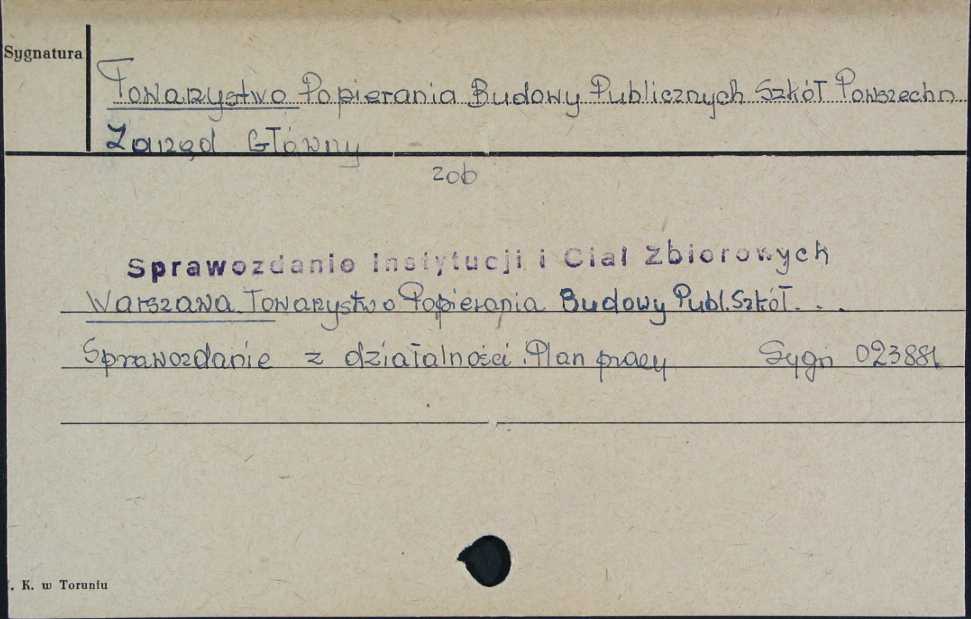 Sygnatura
Towarzystwo Popierania Budowy Publicznych Szkół Powszechn
Zarząd Główny
zob
Sprawozdanie Instytucji i Ciał Zbiorowych
Warszawa. Towarzystwo Popierania Budowy Publ. Szkół. . .
Sprawozdanie z działalności. Plan pracy Sygn 023881
. K. w Toruniu